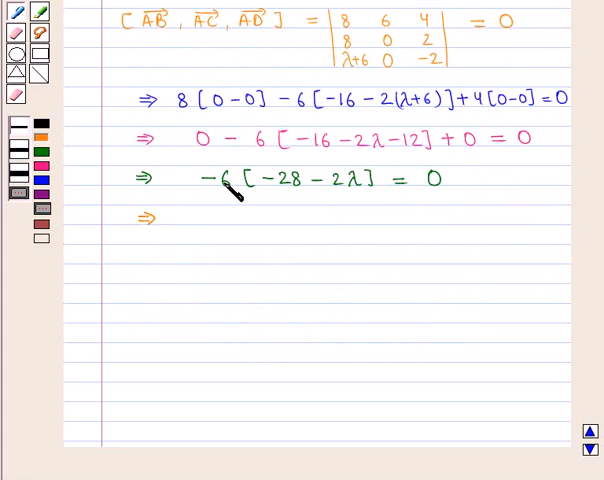 [ AB , AC , AD ] = | 8 6 4 | = 0
8 0 2
λ+6 0 -2
⇒ 8 [ 0 - 0 ] - 6 [ -16 - 2(λ+6) ] + 4 [ 0-0 ] = 0
⇒ 0 - 6 [ -16 - 2λ - 12 ] + 0 = 0
⇒ -6 [ -28 - 2λ ] = 0
⇒